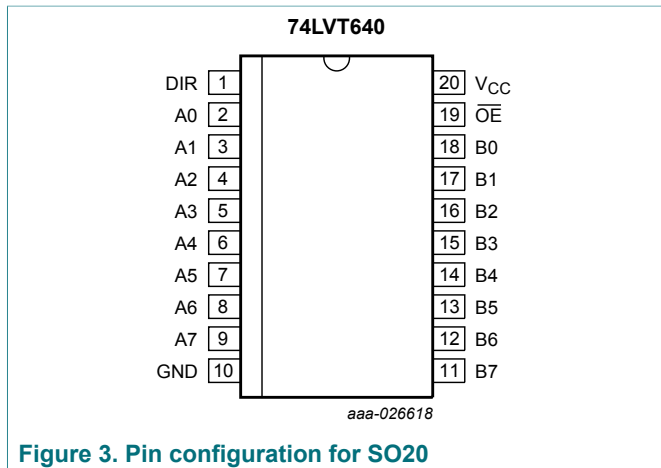 74LVT640
DIR 1
A0 2
A1 3
A2 4
A3 5
A4 6
A5 7
A6 8
A7 9
GND 10
20 VCC
19 O̅E̅
18 B0
17 B1
16 B2
15 B3
14 B4
13 B5
12 B6
11 B7
aaa-026618
Figure 3. Pin configuration for SO20